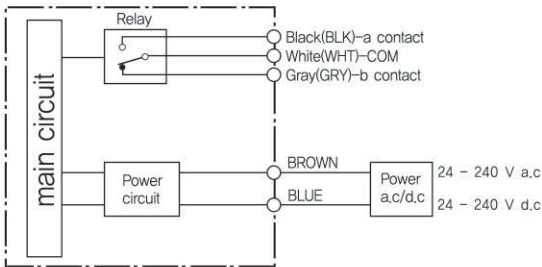 Relay
Black(BLK)-a contact
White(WHT)-COM
Gray(GRY)-b contact
main circuit
Power
circuit
BROWN
BLUE
Power
a.c/d.c
24 - 240 V a.c
24 - 240 V d.c